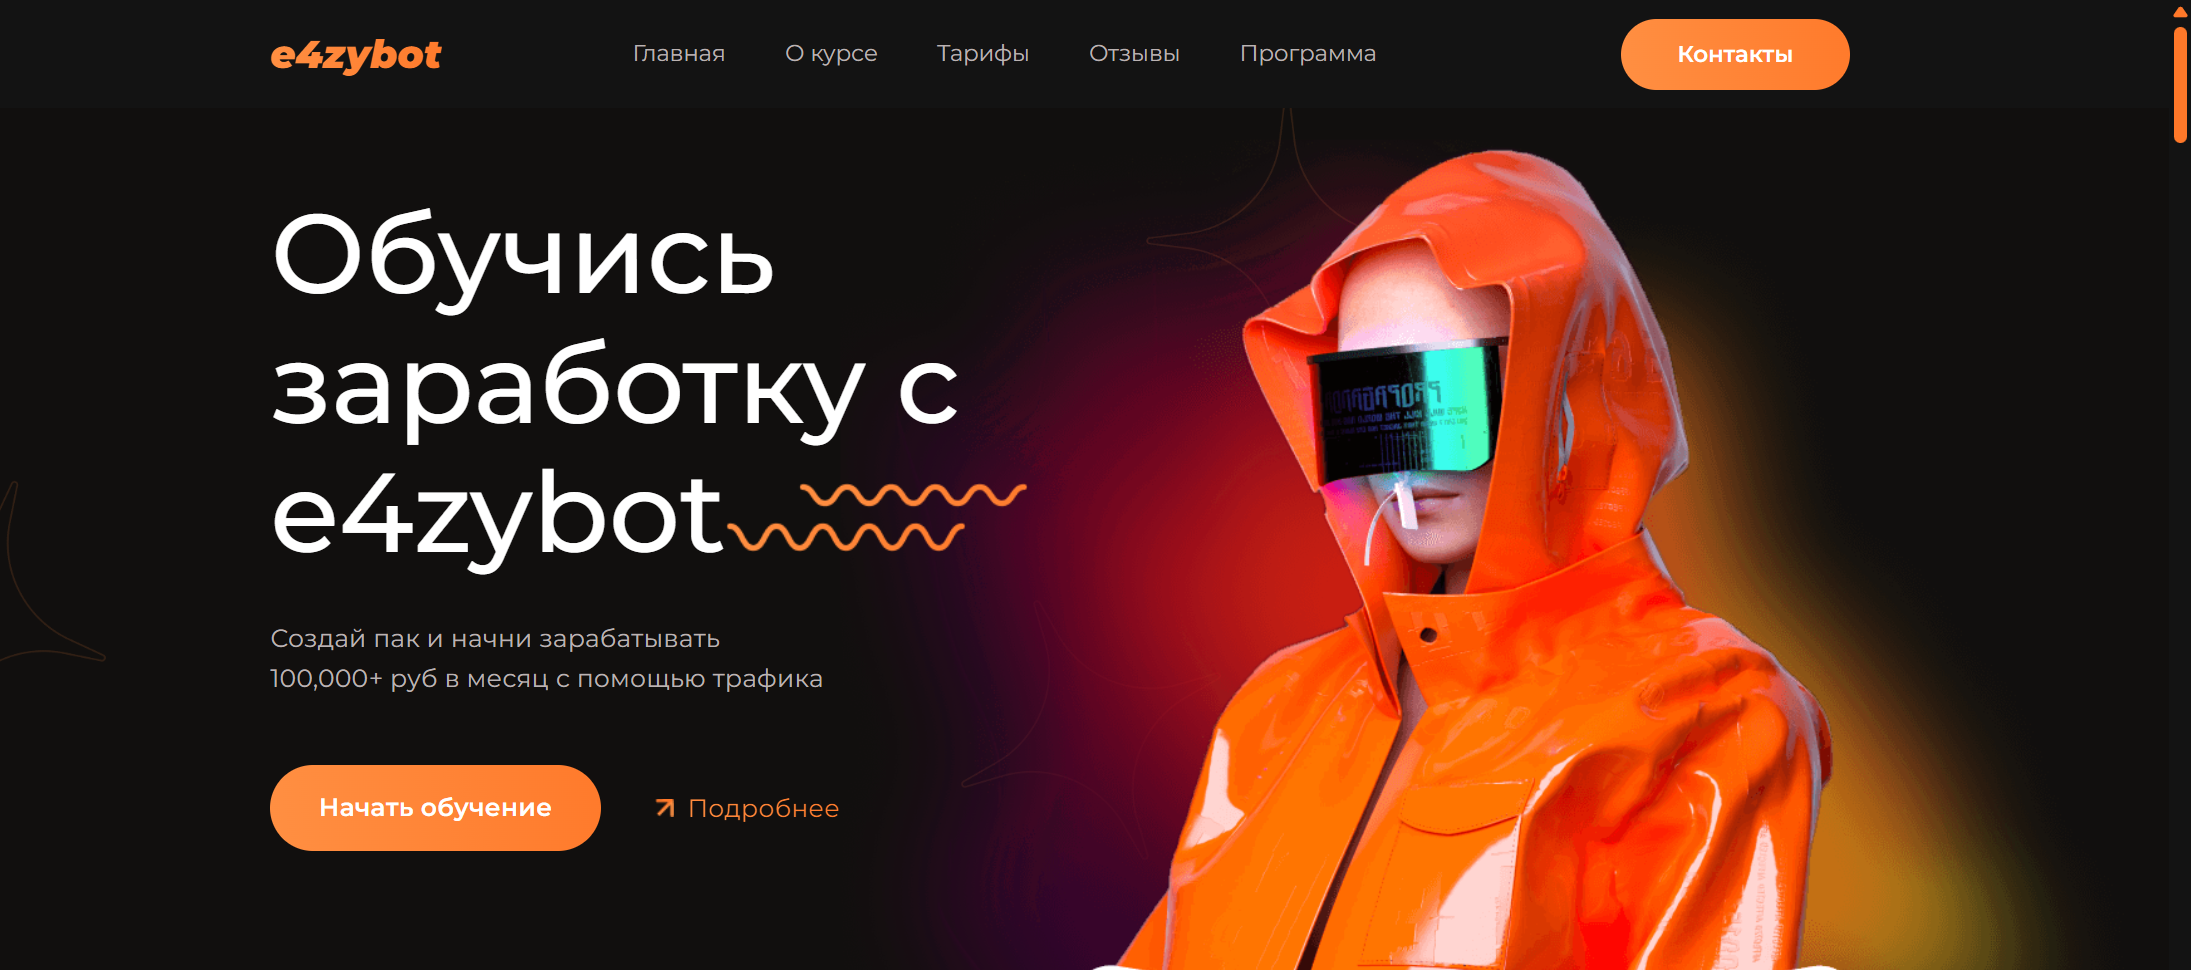 e4zybot
Главная О курсе Тарифы Отзывы Программа
Контакты
Обучись
заработку с
e4zybot
Создай пак и начни зарабатывать
100,000+ руб в месяц с помощью трафика
Начать обучение
Подробнее